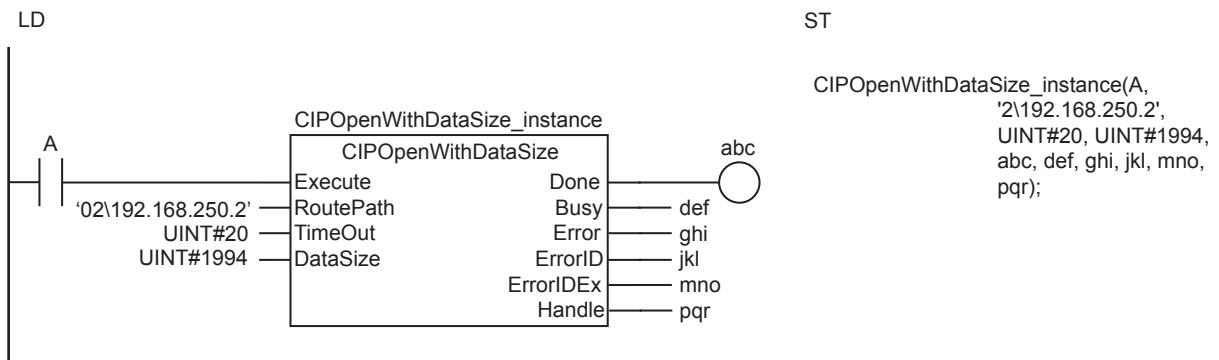 LD
ST
CIPOpenWithDataSize_instance(A,
'2\192.168.250.2',
UINT#20, UINT#1994,
abc, def, ghi, jkl, mno,
pqr);
CIPOpenWithDataSize_instance
A
CIPOpenWithDataSize
abc
Execute
Done
‘02\192.168.250.2’
RoutePath
Busy
def
UINT#20
TimeOut
Error
ghi
UINT#1994
DataSize
ErrorID
jkl
ErrorIDEx
mno
Handle
pqr